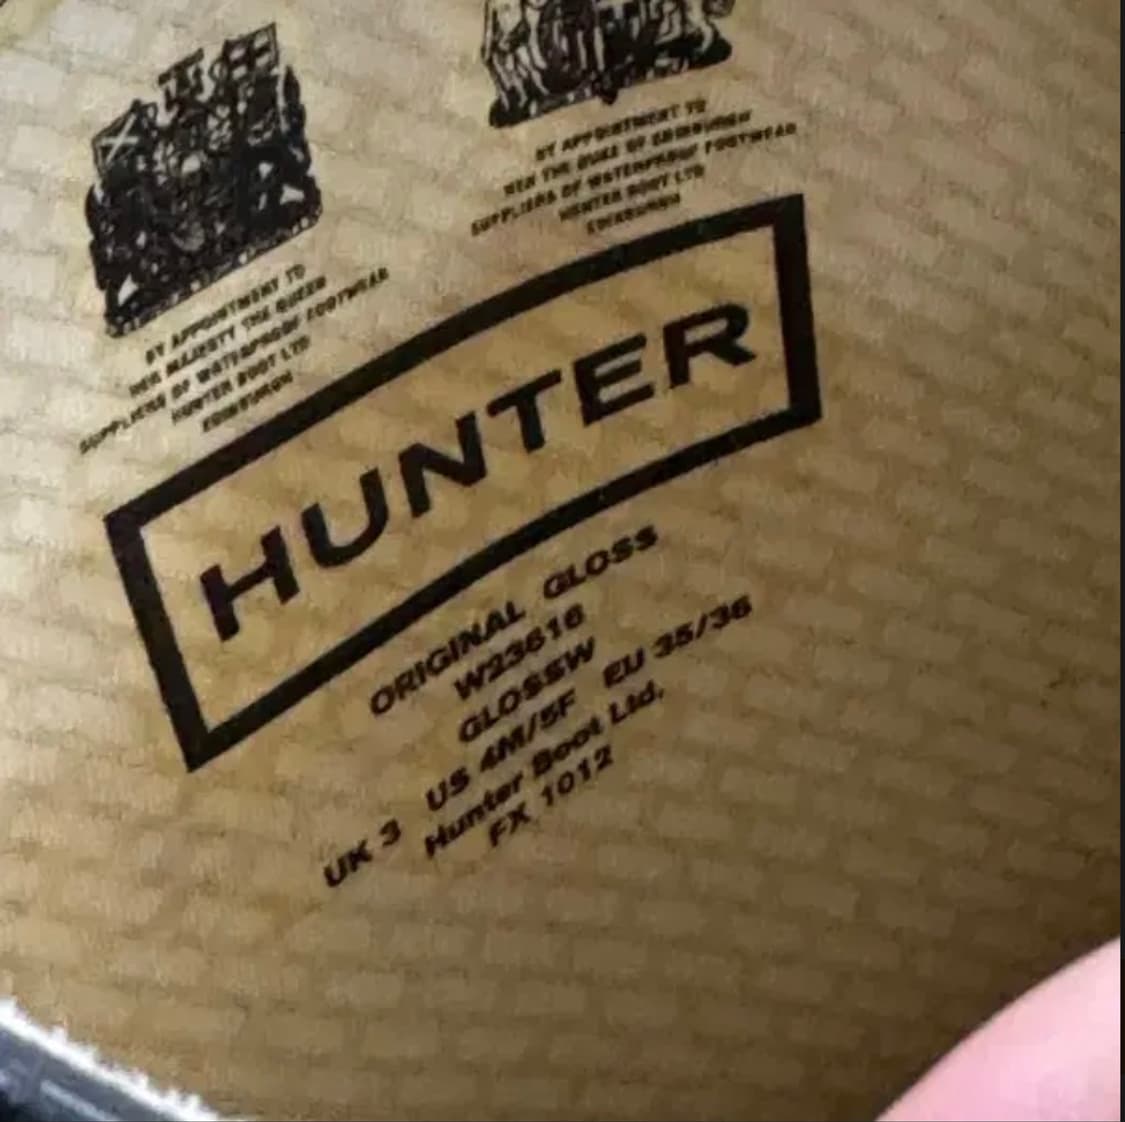 BY APPOINTMENT TO
HER MAJESTY THE QUEEN
SUPPLIERS OF WATERPROOF FOOTWEAR
HUNTER BOOT LTD
EDINBURGH
BY APPOINTMENT TO
HRH THE DUKE OF EDINBURGH
SUPPLIERS OF WATERPROOF FOOTWEAR
HUNTER BOOT LTD
EDINBURGH
HUNTER
ORIGINAL GLOSS
W23616
GLOSSW
UK 3 US 4M/5F EU 35/36
Hunter Boot Ltd.
FX 1012